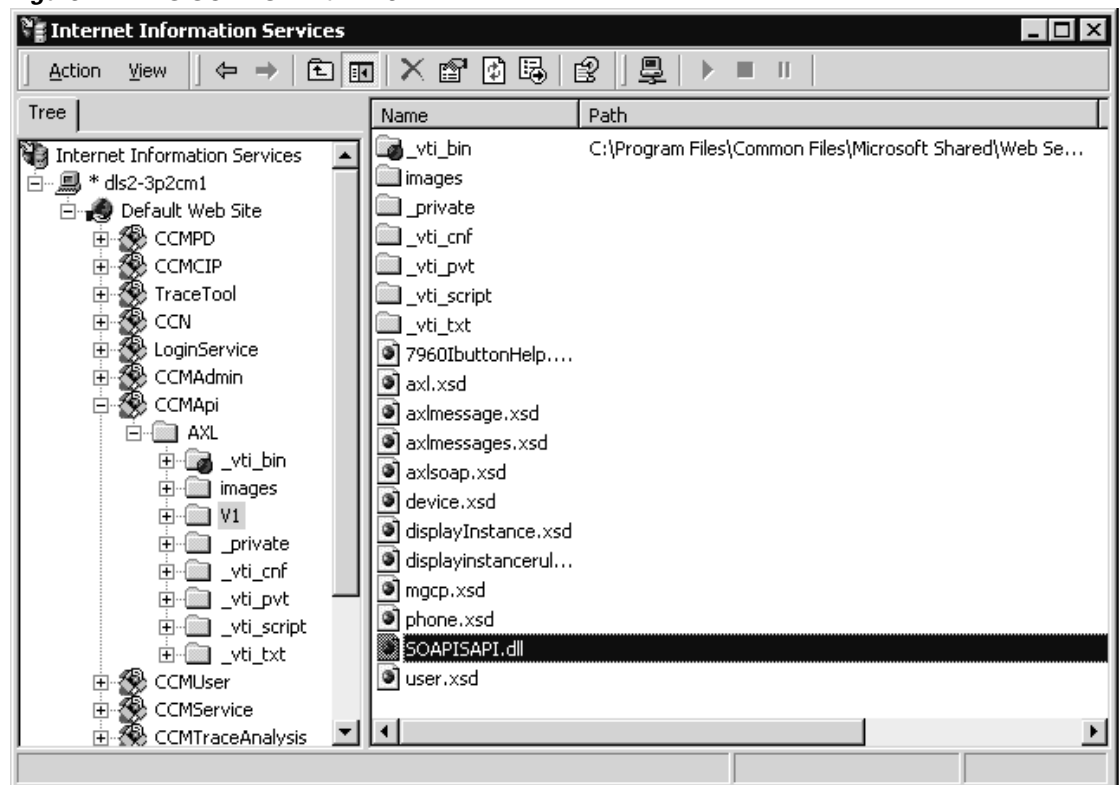 Internet Information Services
Action View
Tree
Name Path
Internet Information Services
* dls2-3p2cm1
Default Web Site
CCMPD
CCMCIP
TraceTool
CCN
LoginService
CCMAdmin
CCMApi
AXL
_vti_bin
images
V1
_private
_vti_cnf
_vti_pvt
_vti_script
_vti_txt
CCMUser
CCMService
CCMTraceAnalysis
_vti_bin C:\Program Files\Common Files\Microsoft Shared\Web Se...
images
_private
_vti_cnf
_vti_pvt
_vti_script
_vti_txt
7960IbuttonHelp....
axl.xsd
axlmessage.xsd
axlmessages.xsd
axlsoap.xsd
device.xsd
displayInstance.xsd
displayinstancerul...
mgcp.xsd
phone.xsd
SOAPISAPI.dll
user.xsd